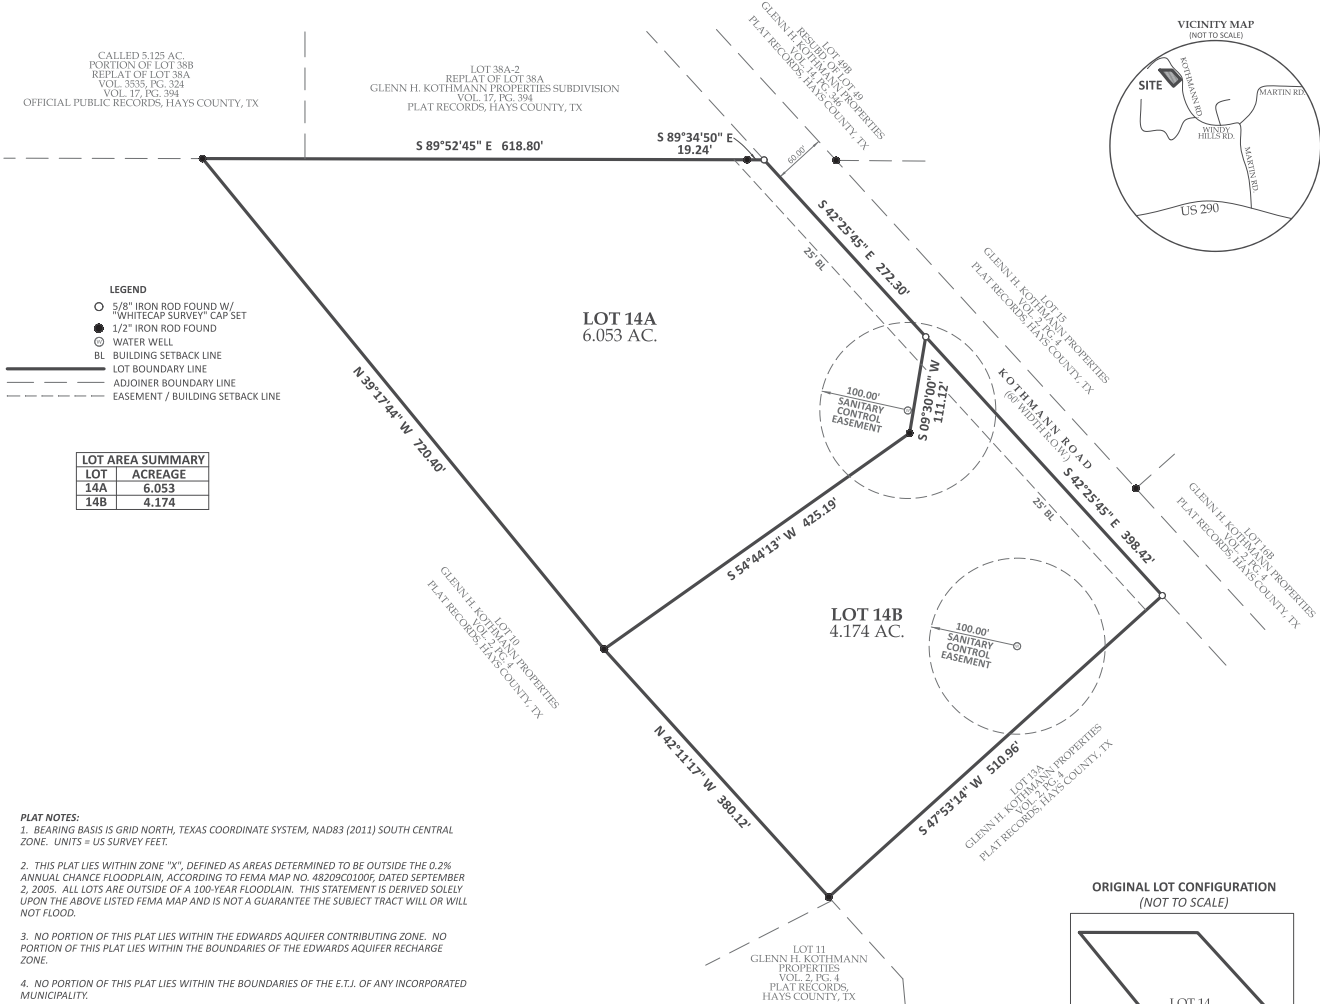 CALLED 5.125 AC.
PORTION OF LOT 38B
REPLAT OF LOT 38A
VOL. 3535, PG. 324
VOL. 17, PG. 394
OFFICIAL PUBLIC RECORDS, HAYS COUNTY, TX
LOT 38A-2
REPLAT OF LOT 38A
GLENN H. KOTHMANN PROPERTIES SUBDIVISION
VOL. 17, PG. 394
PLAT RECORDS, HAYS COUNTY, TX
LOT 49B
RESUBD. OF LOT 49
GLENN H. KOTHMANN PROPERTIES
VOL. 14, PG. 346
PLAT RECORDS, HAYS COUNTY, TX
VICINITY MAP
(NOT TO SCALE)
SITE
KOTHMANN RD.
MARTIN RD.
WINDY
HILLS RD.
MARTIN RD.
US 290
S 89°52'45" E 618.80'
S 89°34'50" E
19.24'
60.00'
S 42°25'45" E 272.30'
25' BL
LOT 15
GLENN H. KOTHMANN PROPERTIES
VOL. 2, PG. 4
PLAT RECORDS, HAYS COUNTY, TX
LEGEND
5/8" IRON ROD FOUND W/
"WHITECAP SURVEY" CAP SET
1/2" IRON ROD FOUND
W WATER WELL
BL BUILDING SETBACK LINE
LOT BOUNDARY LINE
ADJOINER BOUNDARY LINE
EASEMENT / BUILDING SETBACK LINE
LOT 14A
6.053 AC.
N 39°17'44" W 720.40'
100.00'
SANITARY
CONTROL
EASEMENT
W
S 09°30'00" W
111.12'
KOTHMANN ROAD
(60' WIDTH R.O.W.)
S 42°25'45" E 398.42'
25' BL
LOT AREA SUMMARY
LOT ACREAGE
14A 6.053
14B 4.174
S 54°44'13" W 425.19'
LOT 16B
GLENN H. KOTHMANN PROPERTIES
VOL. 2, PG. 4
PLAT RECORDS, HAYS COUNTY, TX
LOT 10
GLENN H. KOTHMANN PROPERTIES
VOL. 2, PG. 4
PLAT RECORDS, HAYS COUNTY, TX
LOT 14B
4.174 AC.
100.00'
SANITARY
CONTROL
EASEMENT
W
N 42°11'17" W 380.12'
S 47°53'14" W 510.96'
LOT 13A
GLENN H. KOTHMANN PROPERTIES
VOL. 2, PG. 4
PLAT RECORDS, HAYS COUNTY, TX
PLAT NOTES:
1. BEARING BASIS IS GRID NORTH, TEXAS COORDINATE SYSTEM, NAD83 (2011) SOUTH CENTRAL
ZONE. UNITS = US SURVEY FEET.
2. THIS PLAT LIES WITHIN ZONE "X", DEFINED AS AREAS DETERMINED TO BE OUTSIDE THE 0.2%
ANNUAL CHANCE FLOODPLAIN, ACCORDING TO FEMA MAP NO. 48209C0100F, DATED SEPTEMBER
2, 2005. ALL LOTS ARE OUTSIDE OF A 100-YEAR FLOODLAIN. THIS STATEMENT IS DERIVED SOLELY
UPON THE ABOVE LISTED FEMA MAP AND IS NOT A GUARANTEE THE SUBJECT TRACT WILL OR WILL
NOT FLOOD.
3. NO PORTION OF THIS PLAT LIES WITHIN THE EDWARDS AQUIFER CONTRIBUTING ZONE. NO
PORTION OF THIS PLAT LIES WITHIN THE BOUNDARIES OF THE EDWARDS AQUIFER RECHARGE
ZONE.
4. NO PORTION OF THIS PLAT LIES WITHIN THE BOUNDARIES OF THE E.T.J. OF ANY INCORPORATED
MUNICIPALITY.
LOT 11
GLENN H. KOTHMANN
PROPERTIES
VOL. 2, PG. 4
PLAT RECORDS,
HAYS COUNTY, TX
ORIGINAL LOT CONFIGURATION
(NOT TO SCALE)
LOT 14